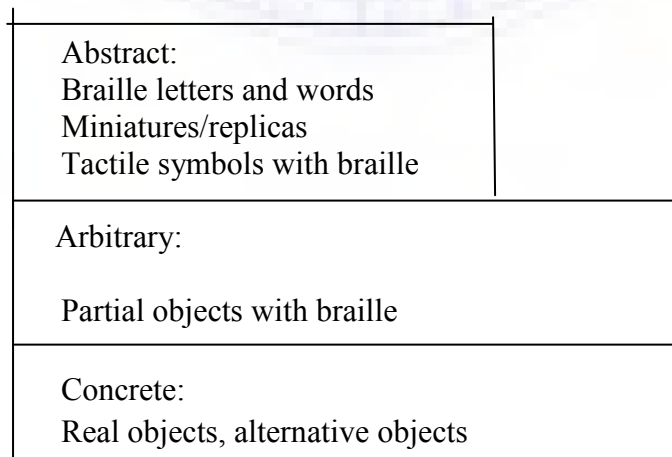 Abstract:
Braille letters and words
Miniatures/replicas
Tactile symbols with braille
Arbitrary:
Partial objects with braille
Concrete:
Real objects, alternative objects